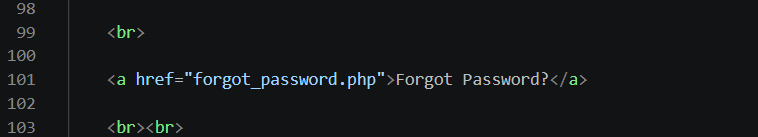 98
99 <br>
100
101 <a href="forgot_password.php">Forgot Password?</a>
102
103 <br><br>